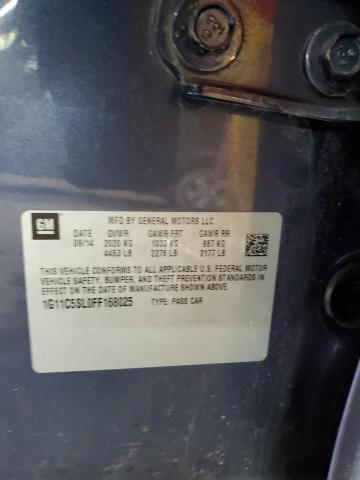 GM
MFD BY GENERAL MOTORS LLC
DATE GVWR GAWR FRT GAWR RR
09/14 2020 KG 1033 KG 987 KG
4453 LB 2276 LB 2177 LB
THIS VEHICLE CONFORMS TO ALL APPLICABLE U.S. FEDERAL MOTOR
VEHICLE SAFETY, BUMPER, AND THEFT PREVENTION STANDARDS IN
EFFECT ON THE DATE OF MANUFACTURE SHOWN ABOVE.
1G11C5SL0FF168025 TYPE: PASS CAR